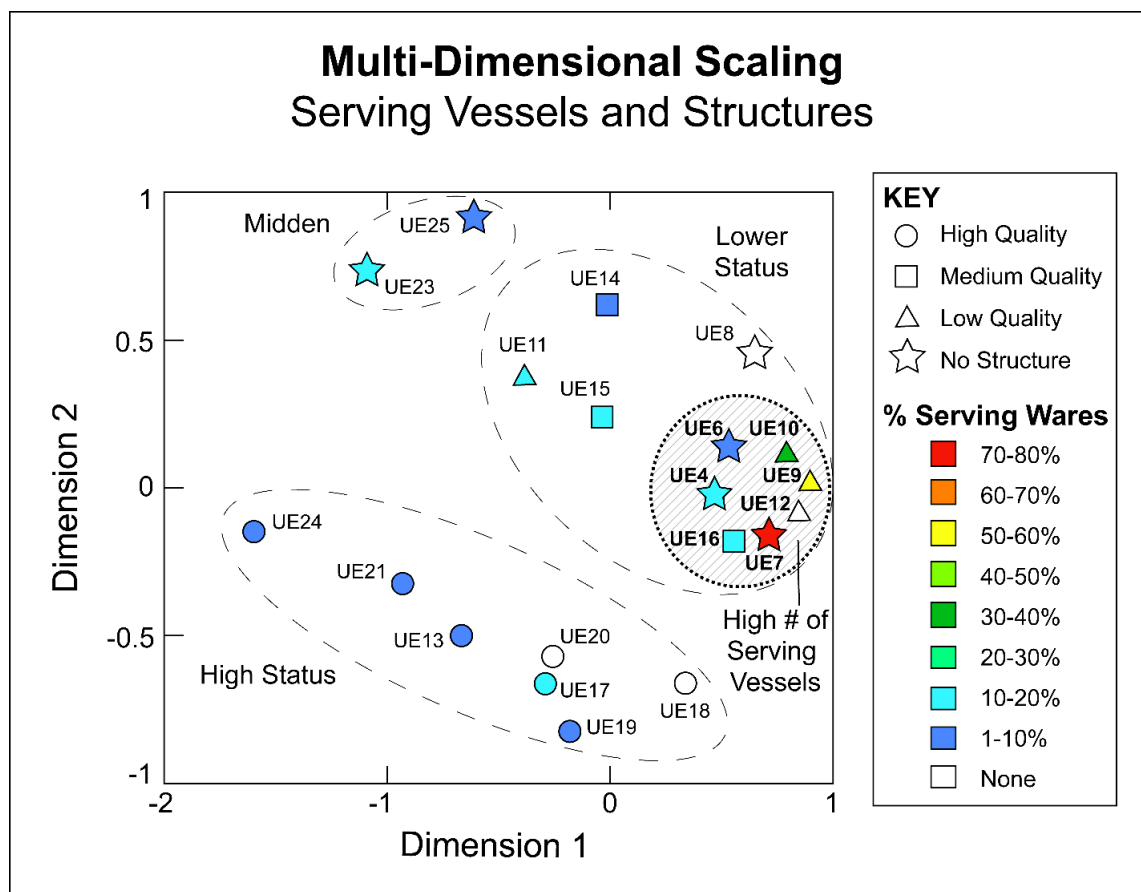 Multi-Dimensional Scaling
Serving Vessels and Structures
Dimension 2
1
0.5
0
-0.5
-1
-2
-1
0
1
Dimension 1
Midden
UE25
UE23
Lower
Status
UE14
UE8
UE11
UE15
UE6
UE10
UE4
UE9
UE12
UE16
UE7
High # of
Serving
Vessels
UE24
UE21
UE13
High Status
UE20
UE17
UE18
UE19
KEY
High Quality
Medium Quality
Low Quality
No Structure
% Serving Wares
70-80%
60-70%
50-60%
40-50%
30-40%
20-30%
10-20%
1-10%
None